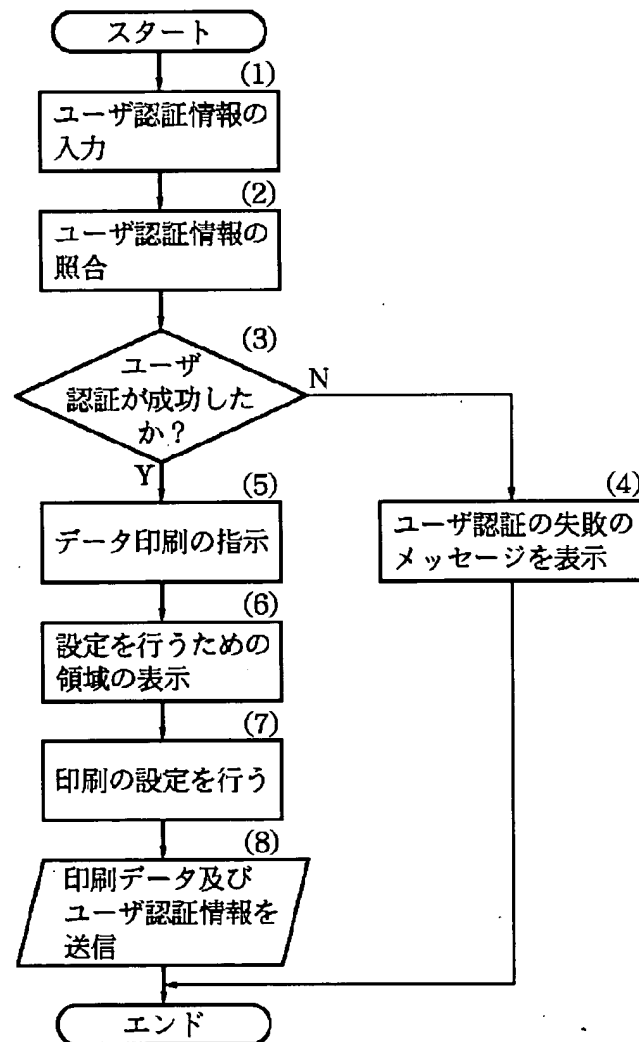 スタート
(1)
ユーザ認証情報の
入力
(2)
ユーザ認証情報の
照合
(3)
ユーザ
認証が成功した
か?
N
Y
(4)
ユーザ認証の失敗の
メッセージを表示
(5)
データ印刷の指示
(6)
設定を行うための
領域の表示
(7)
印刷の設定を行う
(8)
印刷データ及び
ユーザ認証情報を
送信
エンド